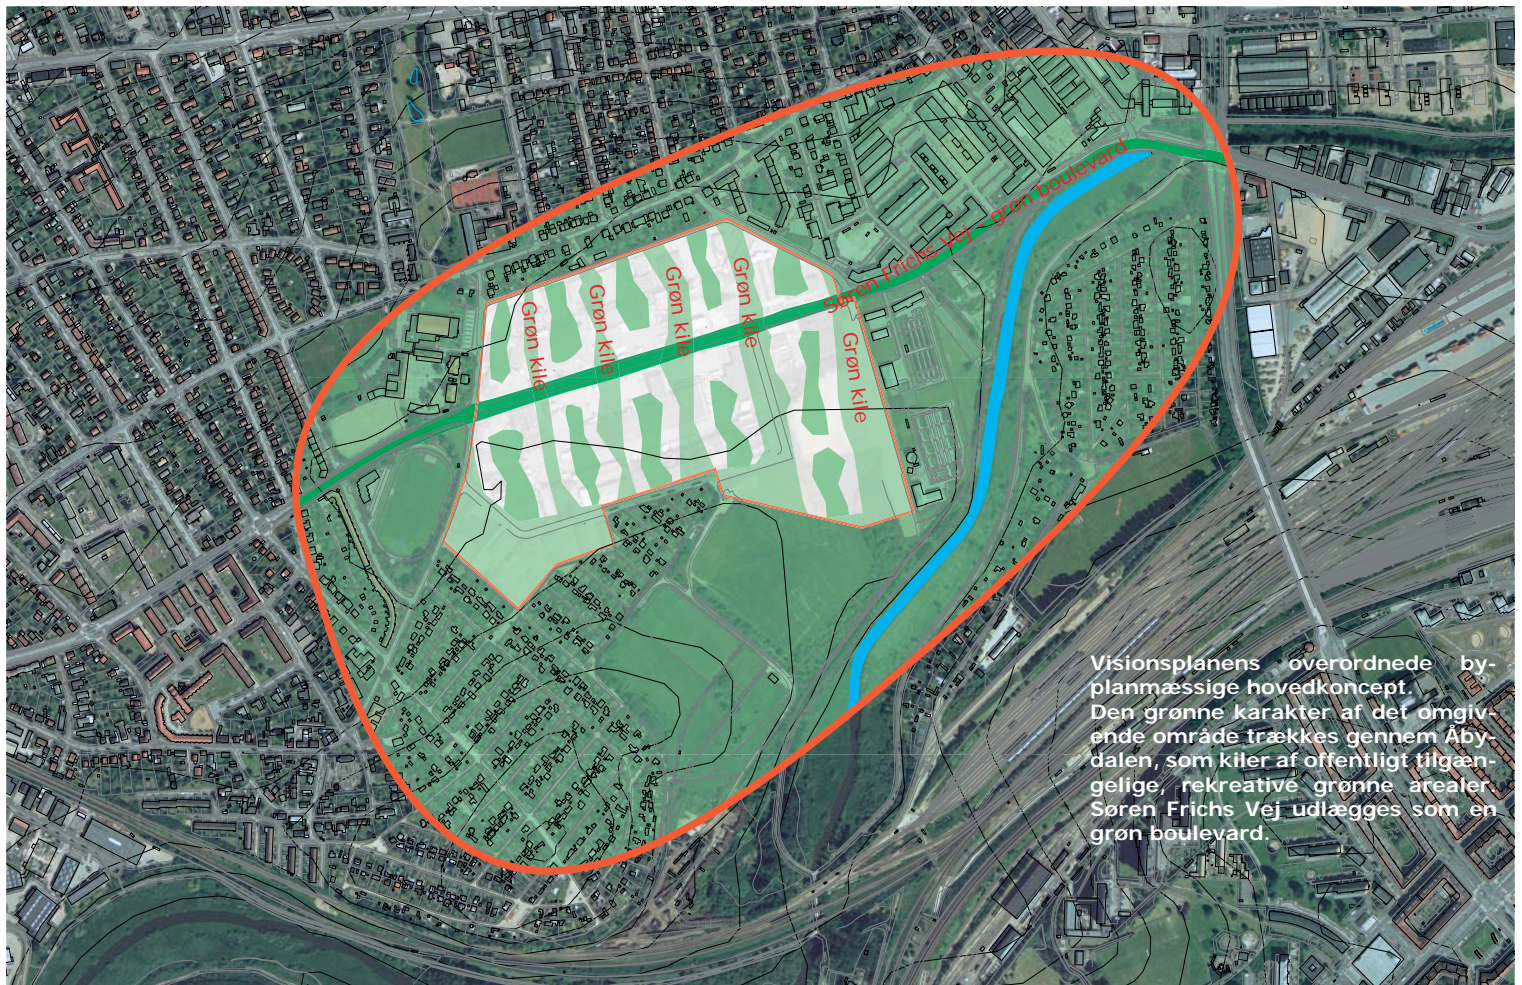 Søren Frichs Vej - grøn boulevard
Grøn kile
Grøn kile
Grøn kile
Grøn kile
Grøn kile
Visionsplanens overordnede by-
planmæssige hovedkoncept.
Den grønne karakter af det omgiv-
ende område trækkes gennem Åby-
dalen, som kiler af offentligt tilgæn-
gelige, rekreative grønne arealer.
Søren Frichs Vej udlægges som en
grøn boulevard.